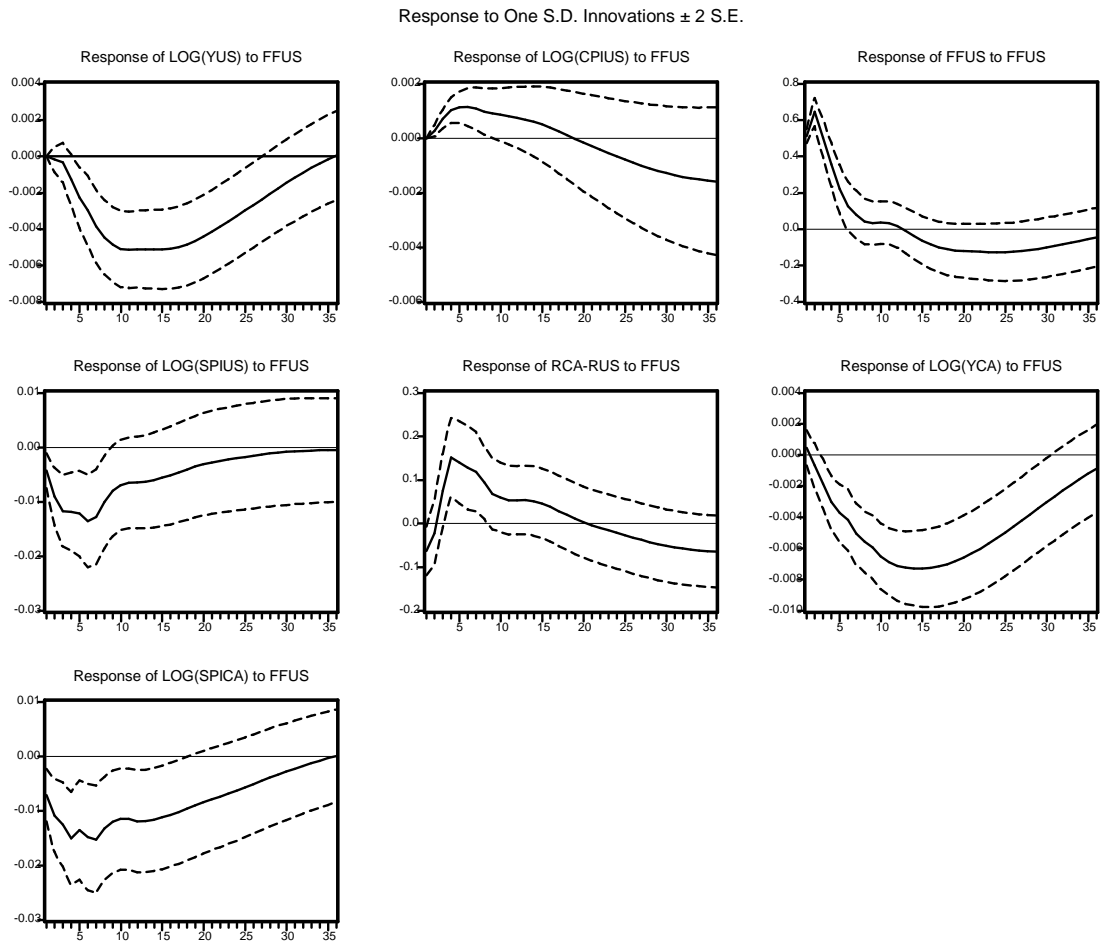 Response to One S.D. Innovations ± 2 S.E.
Response of LOG(YUS) to FFUS
0.004
0.002
0.000
-0.002
-0.004
-0.006
-0.008
5 10 15 20 25 30 35
Response of LOG(CPIUS) to FFUS
0.002
0.000
-0.002
-0.004
-0.006
5 10 15 20 25 30 35
Response of FFUS to FFUS
0.8
0.6
0.4
0.2
0.0
-0.2
-0.4
5 10 15 20 25 30 35
Response of LOG(SPIUS) to FFUS
0.01
0.00
-0.01
-0.02
-0.03
5 10 15 20 25 30 35
Response of RCA-RUS to FFUS
0.3
0.2
0.1
0.0
-0.1
-0.2
5 10 15 20 25 30 35
Response of LOG(YCA) to FFUS
0.004
0.002
0.000
-0.002
-0.004
-0.006
-0.008
-0.010
5 10 15 20 25 30 35
Response of LOG(SPICA) to FFUS
0.01
0.00
-0.01
-0.02
-0.03
5 10 15 20 25 30 35